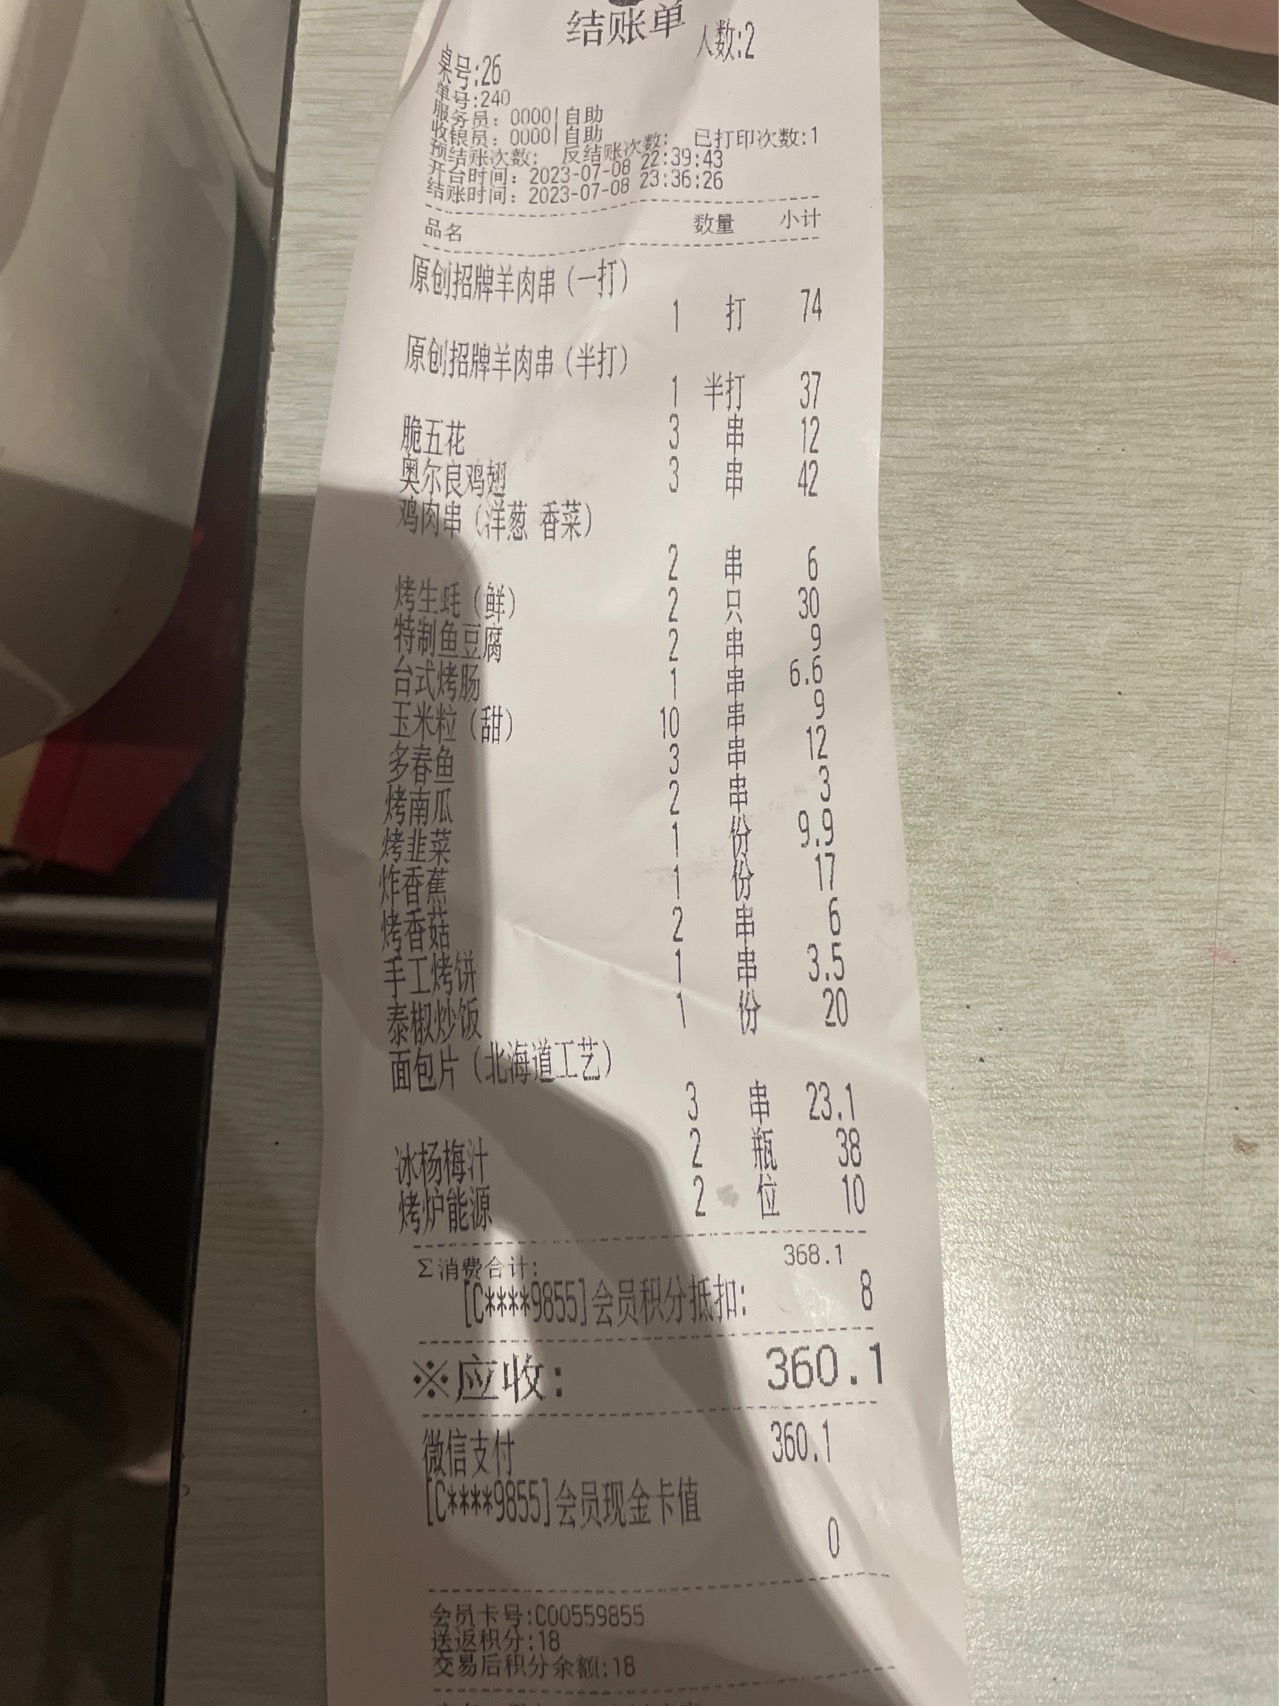 结账单
人数:2
桌号:26
单号:240
服务员: 0000|自助
收银员: 0000|自助
预结账次数: 反结账次数: 已打印次数:1
开台时间: 2023-07-08 22:39:43
结账时间: 2023-07-08 23:36:26
品名 数量 小计
原创招牌羊肉串(一打)
1 打 74
原创招牌羊肉串(半打)
1 半打 37
脆五花 3 串 12
奥尔良鸡翅 3 串 42
鸡肉串(洋葱 香菜)
2 串 6
烤生蚝(鲜) 2 只 30
特制鱼豆腐 2 串 9
台式烤肠 1 串 6.6
玉米粒(甜) 10 串 9
多春鱼 3 串 12
烤南瓜 2 串 3
烤韭菜 1 份 9.9
炸香蕉 1 份 17
烤香菇 2 串 6
手工烤饼 1 串 3.5
泰椒炒饭 1 份 20
面包片(北海道工艺)
3 串 23.1
冰杨梅汁 2 瓶 38
烤炉能源 2 位 10
Σ消费合计: 368.1
[C****9855]会员积分抵扣: 8
※应收: 360.1
微信支付 360.1
[C****9855]会员现金卡值
0
会员卡号:C00559855
送返积分:18
交易后积分余额:18